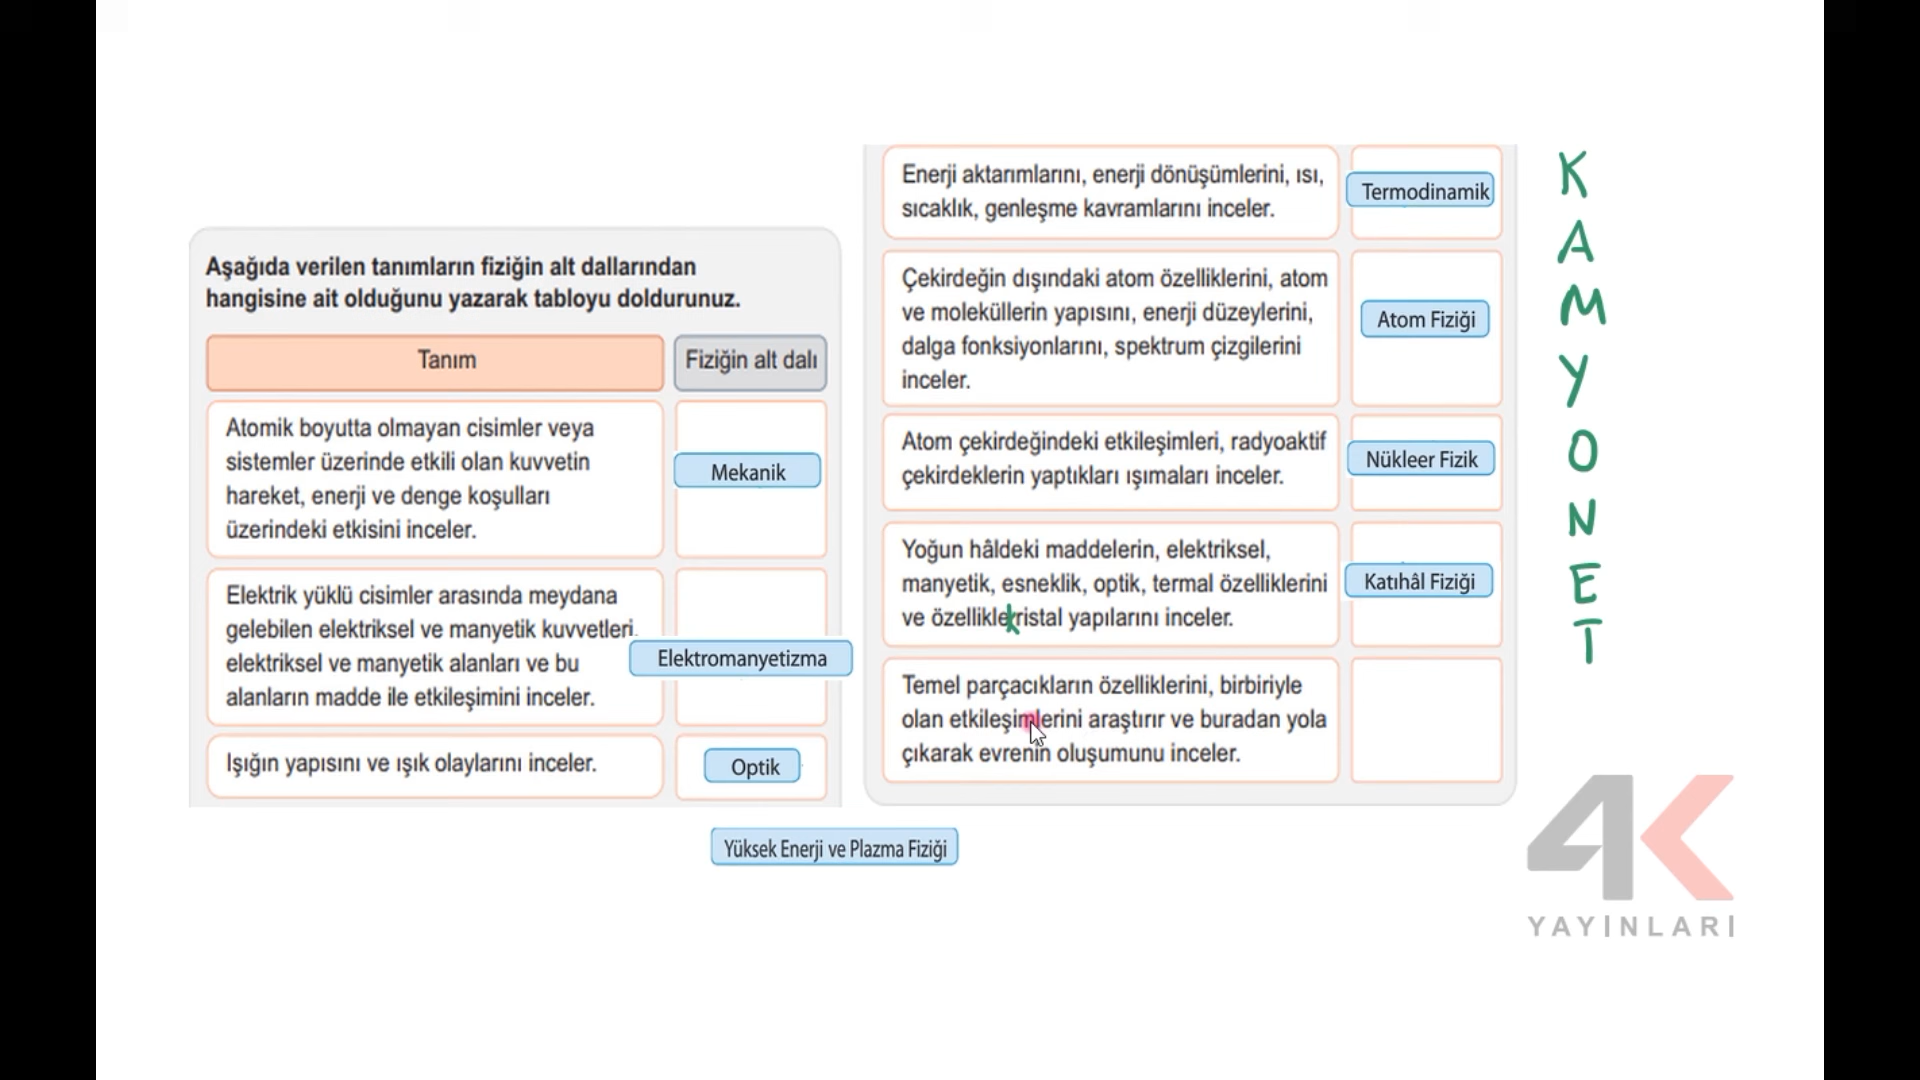 Aşağıda verilen tanımların fiziğin alt dallarından
hangisine ait olduğunu yazarak tabloyu doldurunuz.
Tanım
Fiziğin alt dalı
Atomik boyutta olmayan cisimler veya
sistemler üzerinde etkili olan kuvvetin
hareket, enerji ve denge koşulları
üzerindeki etkisini inceler.
Mekanik
Elektrik yüklü cisimler arasında meydana
gelebilen elektriksel ve manyetik kuvvetleri,
elektriksel ve manyetik alanları ve bu
alanların madde ile etkileşimini inceler.
Elektromanyetizma
Işığın yapısını ve ışık olaylarını inceler.
Optik
Enerji aktarımlarını, enerji dönüşümlerini, ısı,
sıcaklık, genleşme kavramlarını inceler.
Termodinamik
Çekirdeğin dışındaki atom özelliklerini, atom
ve moleküllerin yapısını, enerji düzeylerini,
dalga fonksiyonlarını, spektrum çizgilerini
inceler.
Atom Fiziği
Atom çekirdeğindeki etkileşimleri, radyoaktif
çekirdeklerin yaptıkları ışımaları inceler.
Nükleer Fizik
Yoğun hâldeki maddelerin, elektriksel,
manyetik, esneklik, optik, termal özelliklerini
ve özellikle kristal yapılarını inceler.
Katıhâl Fiziği
Temel parçacıkların özelliklerini, birbiriyle
olan etkileşimlerini araştırır ve buradan yola
çıkarak evrenin oluşumunu inceler.
Yüksek Enerji ve Plazma Fiziği
K
A
M
Y
O
N
E
T
4K
YAYINLARI